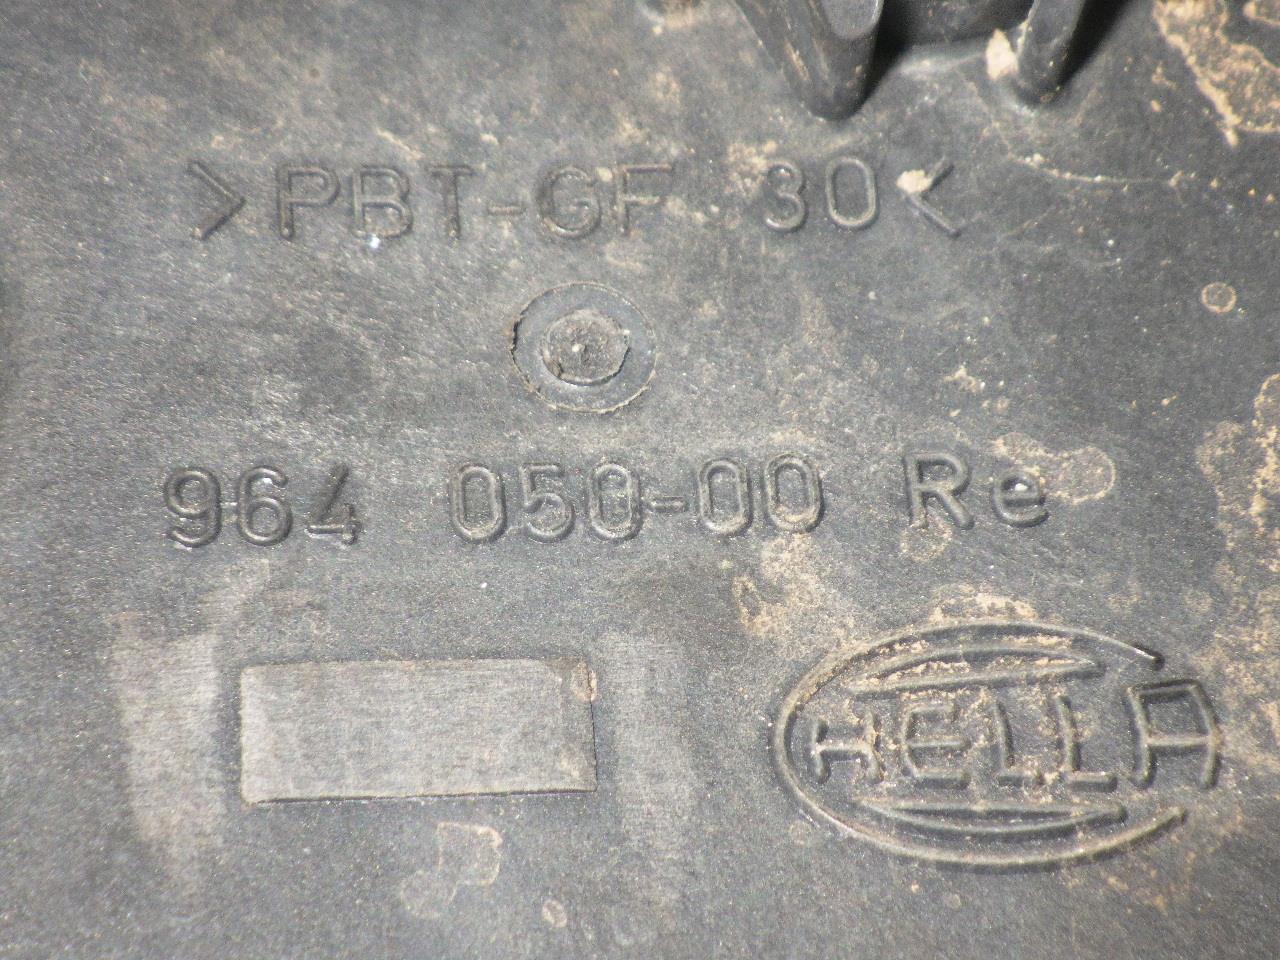 >PBT-GF 30<
964 050-00 Re
HELLA